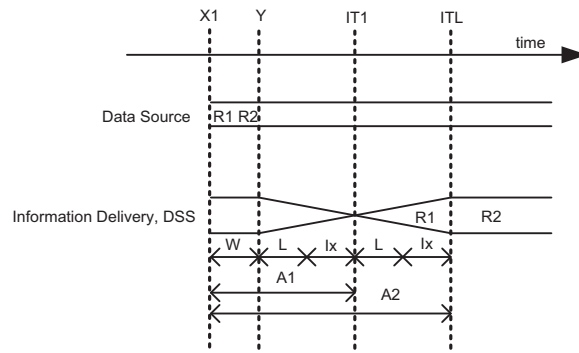 X1 Y IT1 ITL
time
Data Source R1 R2
Information Delivery, DSS R1 R2
W L Ix L Ix
A1
A2